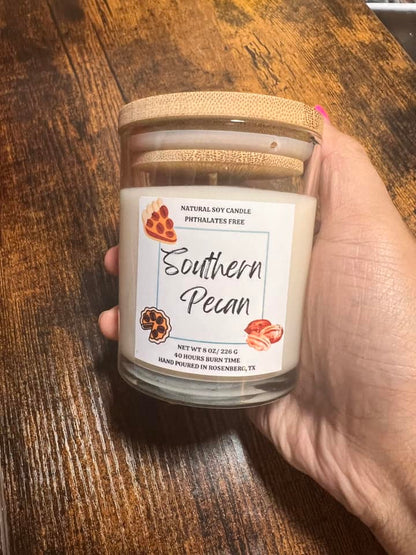 NATURAL SOY CANDLE
PHTHALATES FREE
Southern
Pecan
NET WT 8 OZ/ 226 G
40 HOURS BURN TIME
HAND POURED IN ROSENBERG, TX